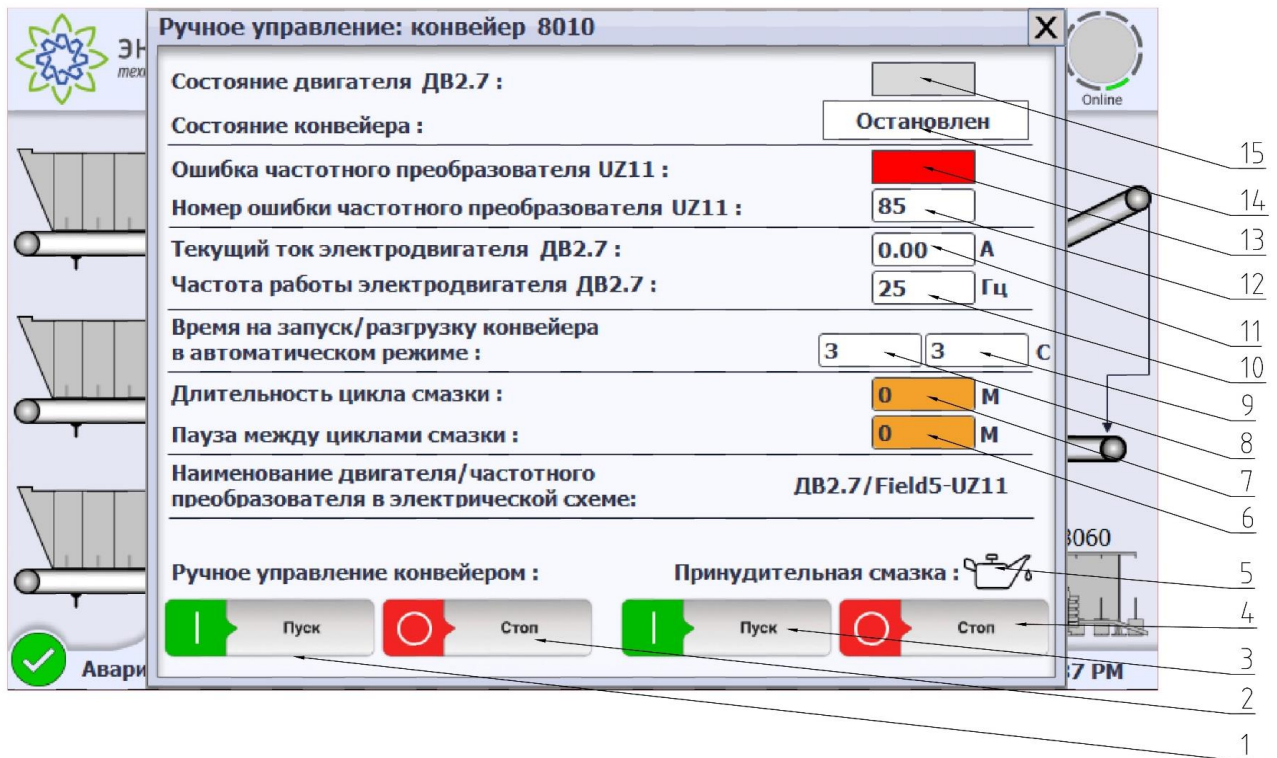 Ручное управление: конвейер 8010
X
ЭН
техн
Online
Состояние двигателя ДВ2.7 :
Состояние конвейера :
Остановлен
Ошибка частотного преобразователя UZ11 :
Номер ошибки частотного преобразователя UZ11 :
85
Текущий ток электродвигателя ДВ2.7 :
0.00 А
Частота работы электродвигателя ДВ2.7 :
25 Гц
Время на запуск/разгрузку конвейера
в автоматическом режиме :
3 3 С
Длительность цикла смазки :
0 М
Пауза между циклами смазки :
0 М
Наименование двигателя/частотного
преобразователя в электрической схеме:
ДВ2.7/Field5-UZ11
Ручное управление конвейером :
Принудительная смазка :
Пуск
Стоп
Пуск
Стоп
Авари
37 PM
3060
15
14
13
12
11
10
9
8
7
6
5
4
3
2
1